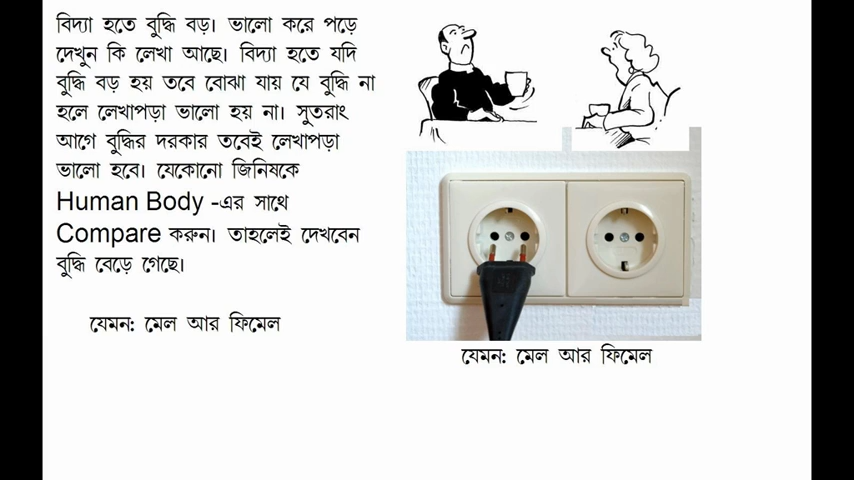 বিদ্যা হতে বুদ্ধি বড়। ভালো করে পড়ে
দেখুন কি লেখা আছে। বিদ্যা হতে যদি
বুদ্ধি বড় হয় তবে বোঝা যায় যে বুদ্ধি না
হলে লেখাপড়া ভালো হয় না। সুতরাং
আগে বুদ্ধির দরকার তবেই লেখাপড়া
ভালো হবে। যেকোনো জিনিষকে
Human Body -এর সাথে
Compare করুন। তাহলেই দেখবেন
বুদ্ধি বেড়ে গেছে।
যেমন: মেল আর ফিমেল
যেমন: মেল আর ফিমেল